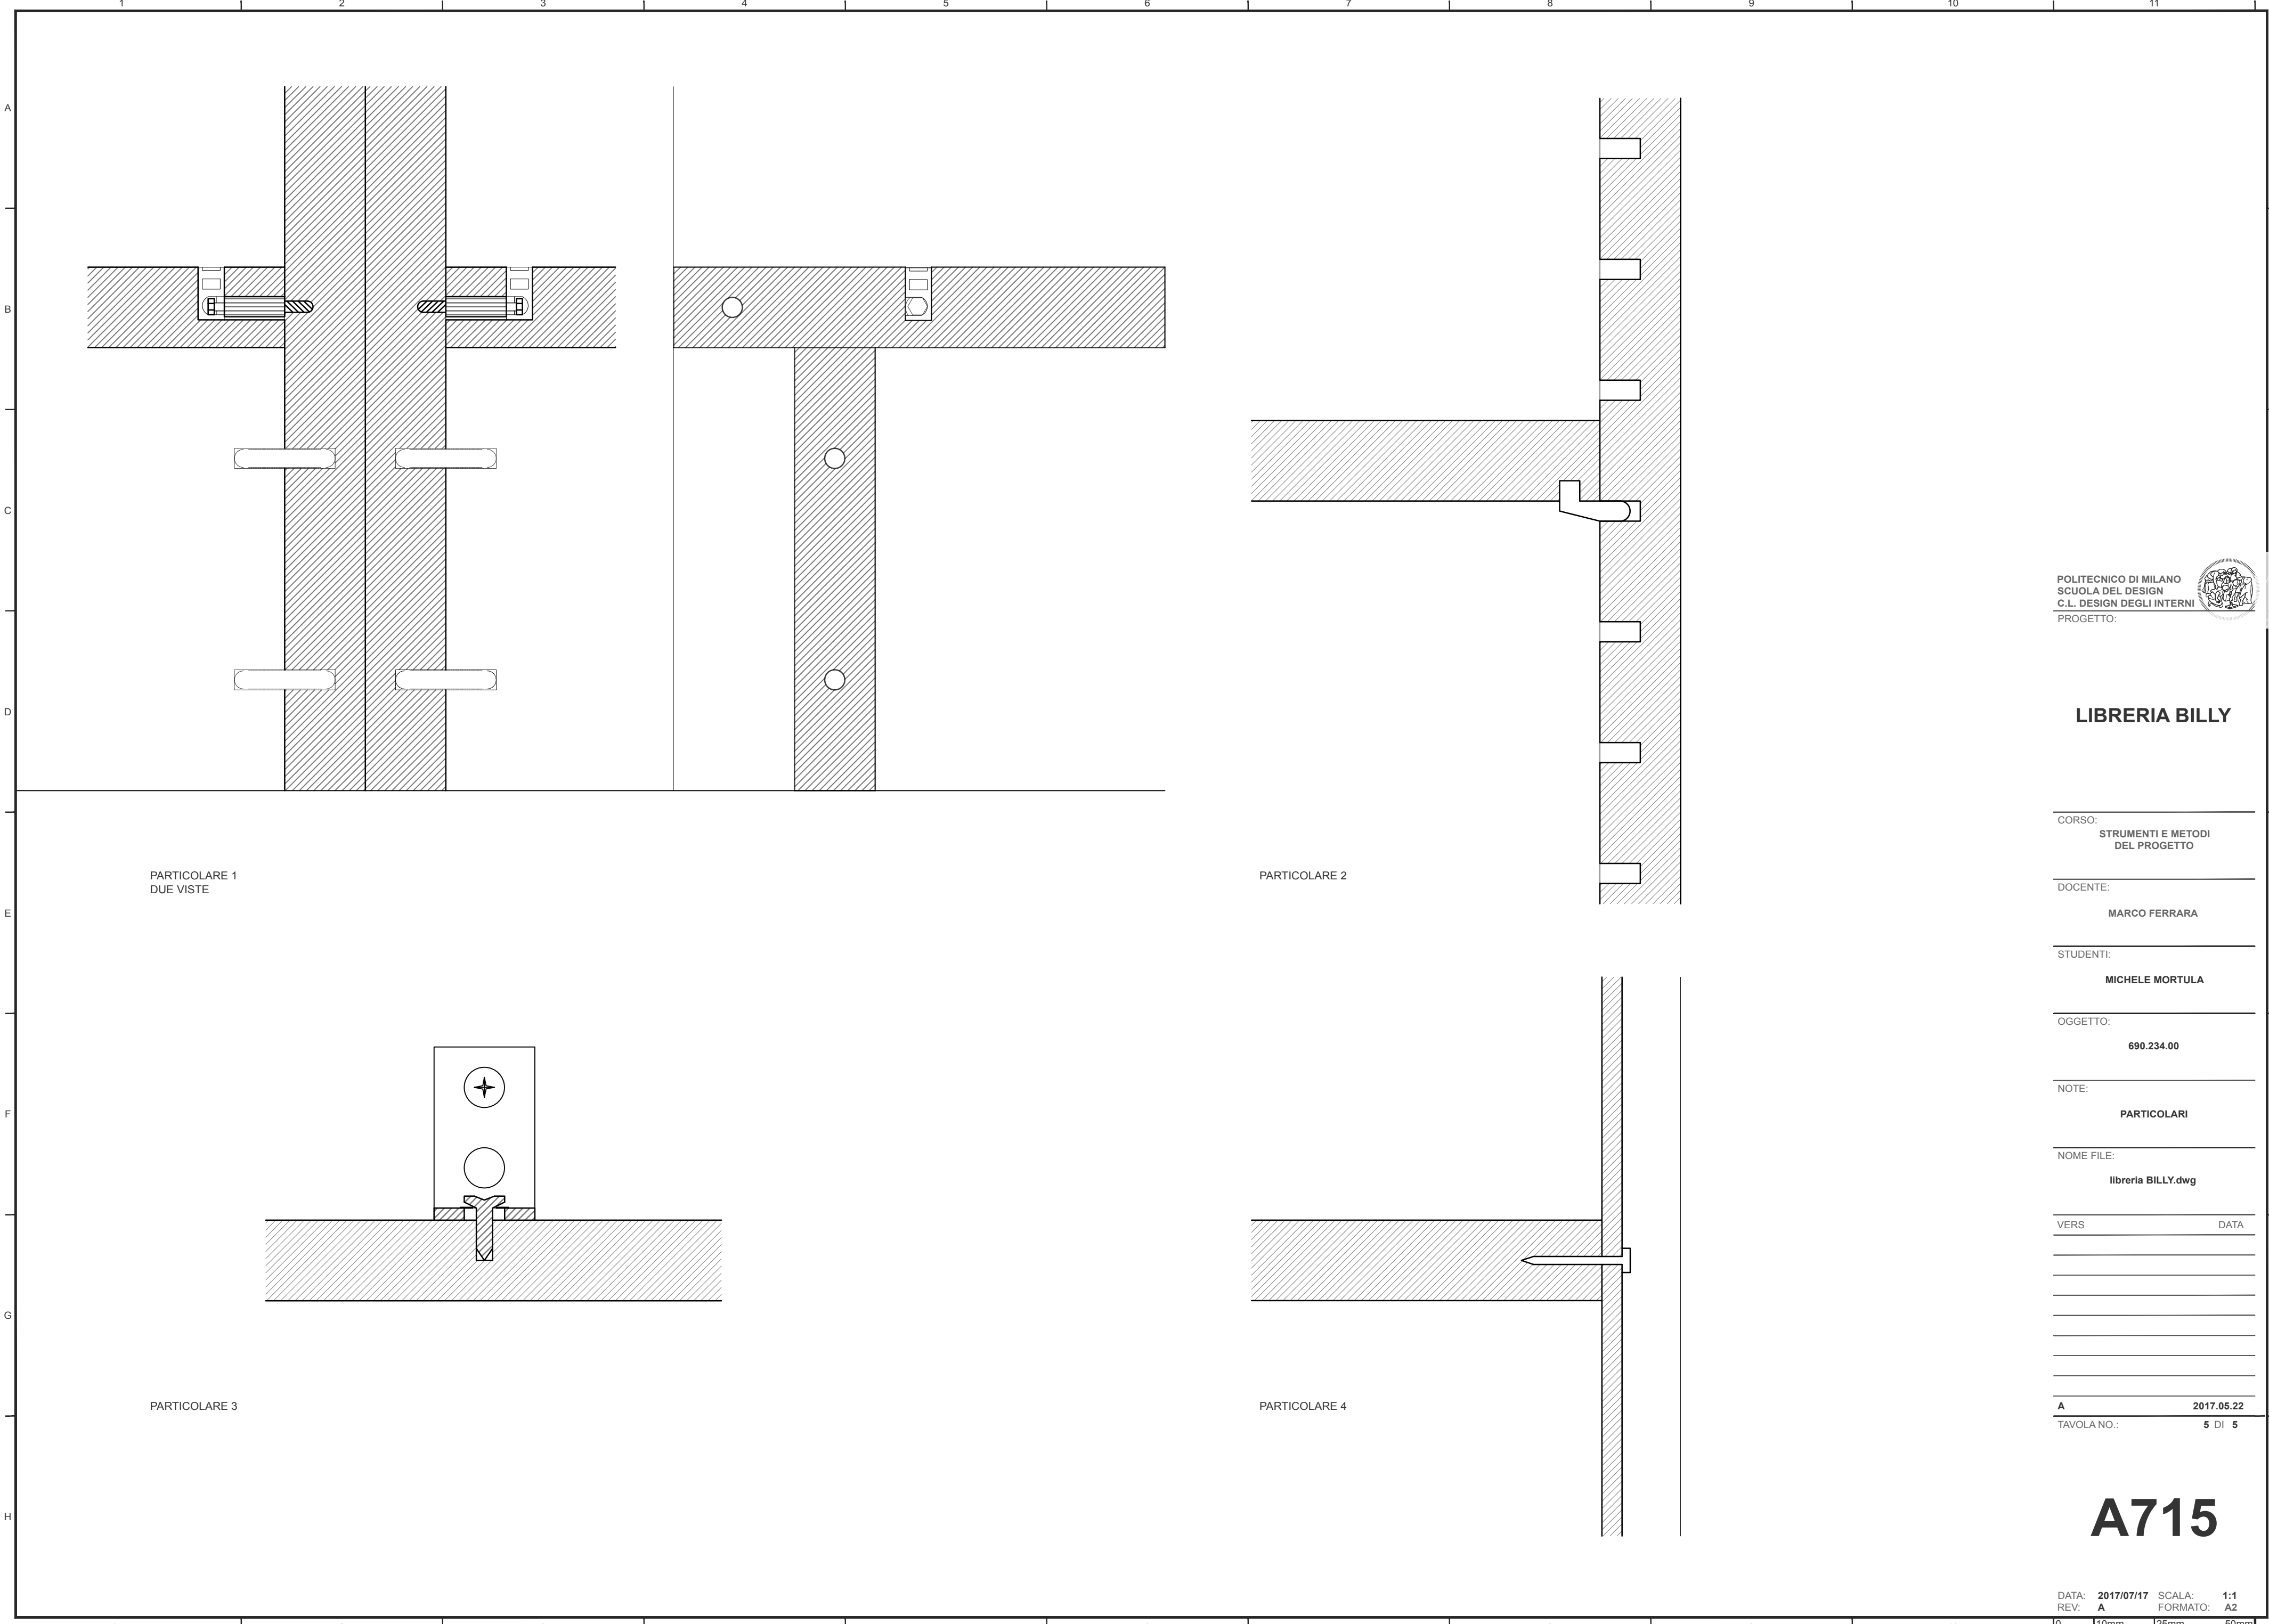 1 2 3 4 5 6 7 8 9 10 11
A
B
C
D
E
F
G
H
PARTICOLARE 1
DUE VISTE
PARTICOLARE 2
PARTICOLARE 3
PARTICOLARE 4
POLITECNICO DI MILANO
SCUOLA DEL DESIGN
C.L. DESIGN DEGLI INTERNI
PROGETTO:
LIBRERIA BILLY
CORSO:
STRUMENTI E METODI
DEL PROGETTO
DOCENTE:
MARCO FERRARA
STUDENTI:
MICHELE MORTULA
OGGETTO:
690.234.00
NOTE:
PARTICOLARI
NOME FILE:
libreria BILLY.dwg
VERS DATA
A 2017.05.22
TAVOLA NO.: 5 DI 5
A715
DATA: 2017/07/17 SCALA: 1:1
REV: A FORMATO: A2
0 10mm 25mm 50mm